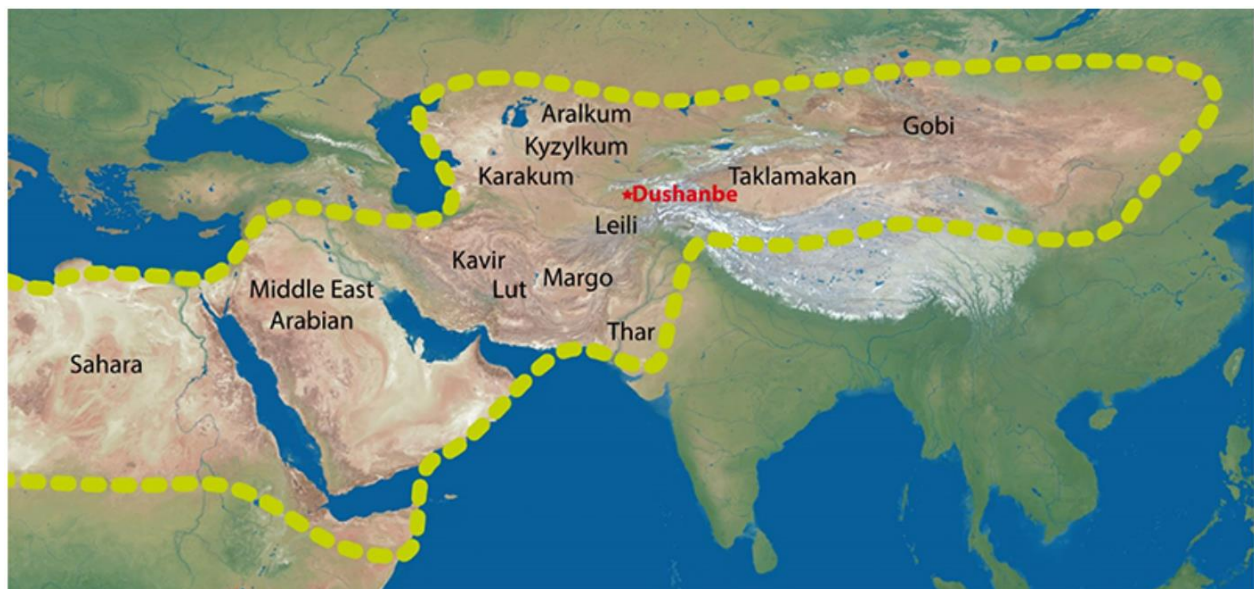 Aralkum
Kyzylkum
Gobi
Karakum
Taklamakan
Dushanbe
Leili
Kavir
Lut
Margo
Middle East
Arabian
Thar
Sahara